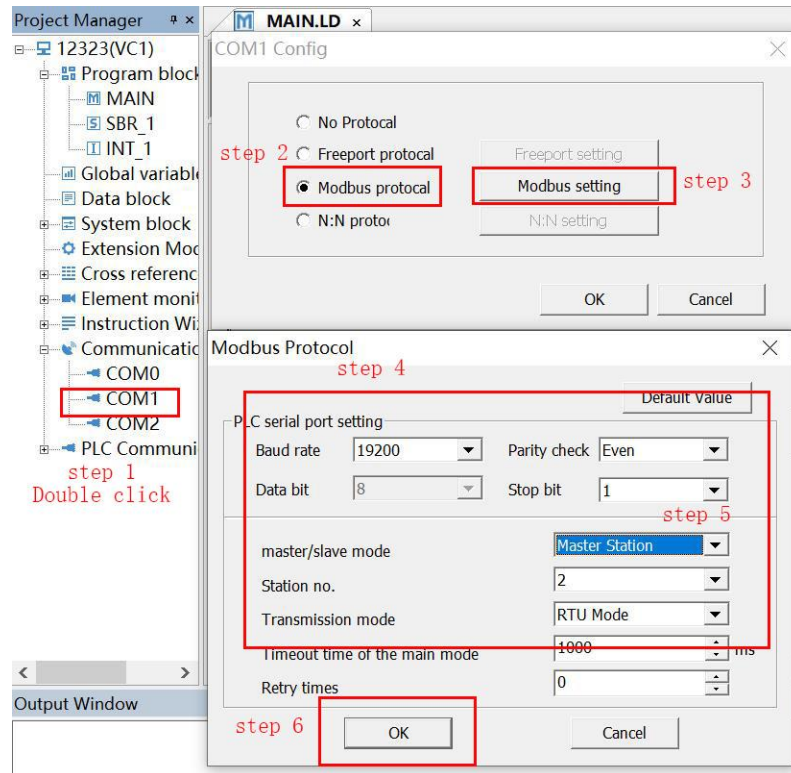 Project Manager
MAIN.LD ×
12323(VC1)
COM1 Config
Program block
MAIN
No Protocal
SBR_1
step 2
Freeport protocal
Freeport setting
INT_1
Global variable
Modbus protocal
Modbus setting
step 3
Data block
System block
N:N protoc
N:N setting
Extension Mod
Cross referenc
Element monit
OK
Cancel
Instruction Wi
Communicatic
Modbus Protocol
COM0
step 4
COM1
Default Value
COM2
PLC serial port setting
PLC Communi
Baud rate
19200
Parity check
Even
step 1
Double click
Data bit
8
Stop bit
1
step 5
master/slave mode
Master Station
Station no.
2
Transmission mode
RTU Mode
Timeout time of the main mode
1000
ms
Retry times
0
Output Window
step 6
OK
Cancel